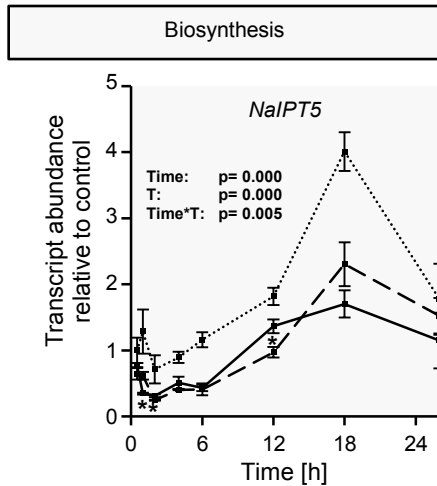 Biosynthesis
NaIPT5
Time: p= 0.000
T: p= 0.000
Time*T: p= 0.005
Transcript abundance
relative to control
5
4
3
2
1
0
*
*
*
0 6 12 18 24
Time [h]